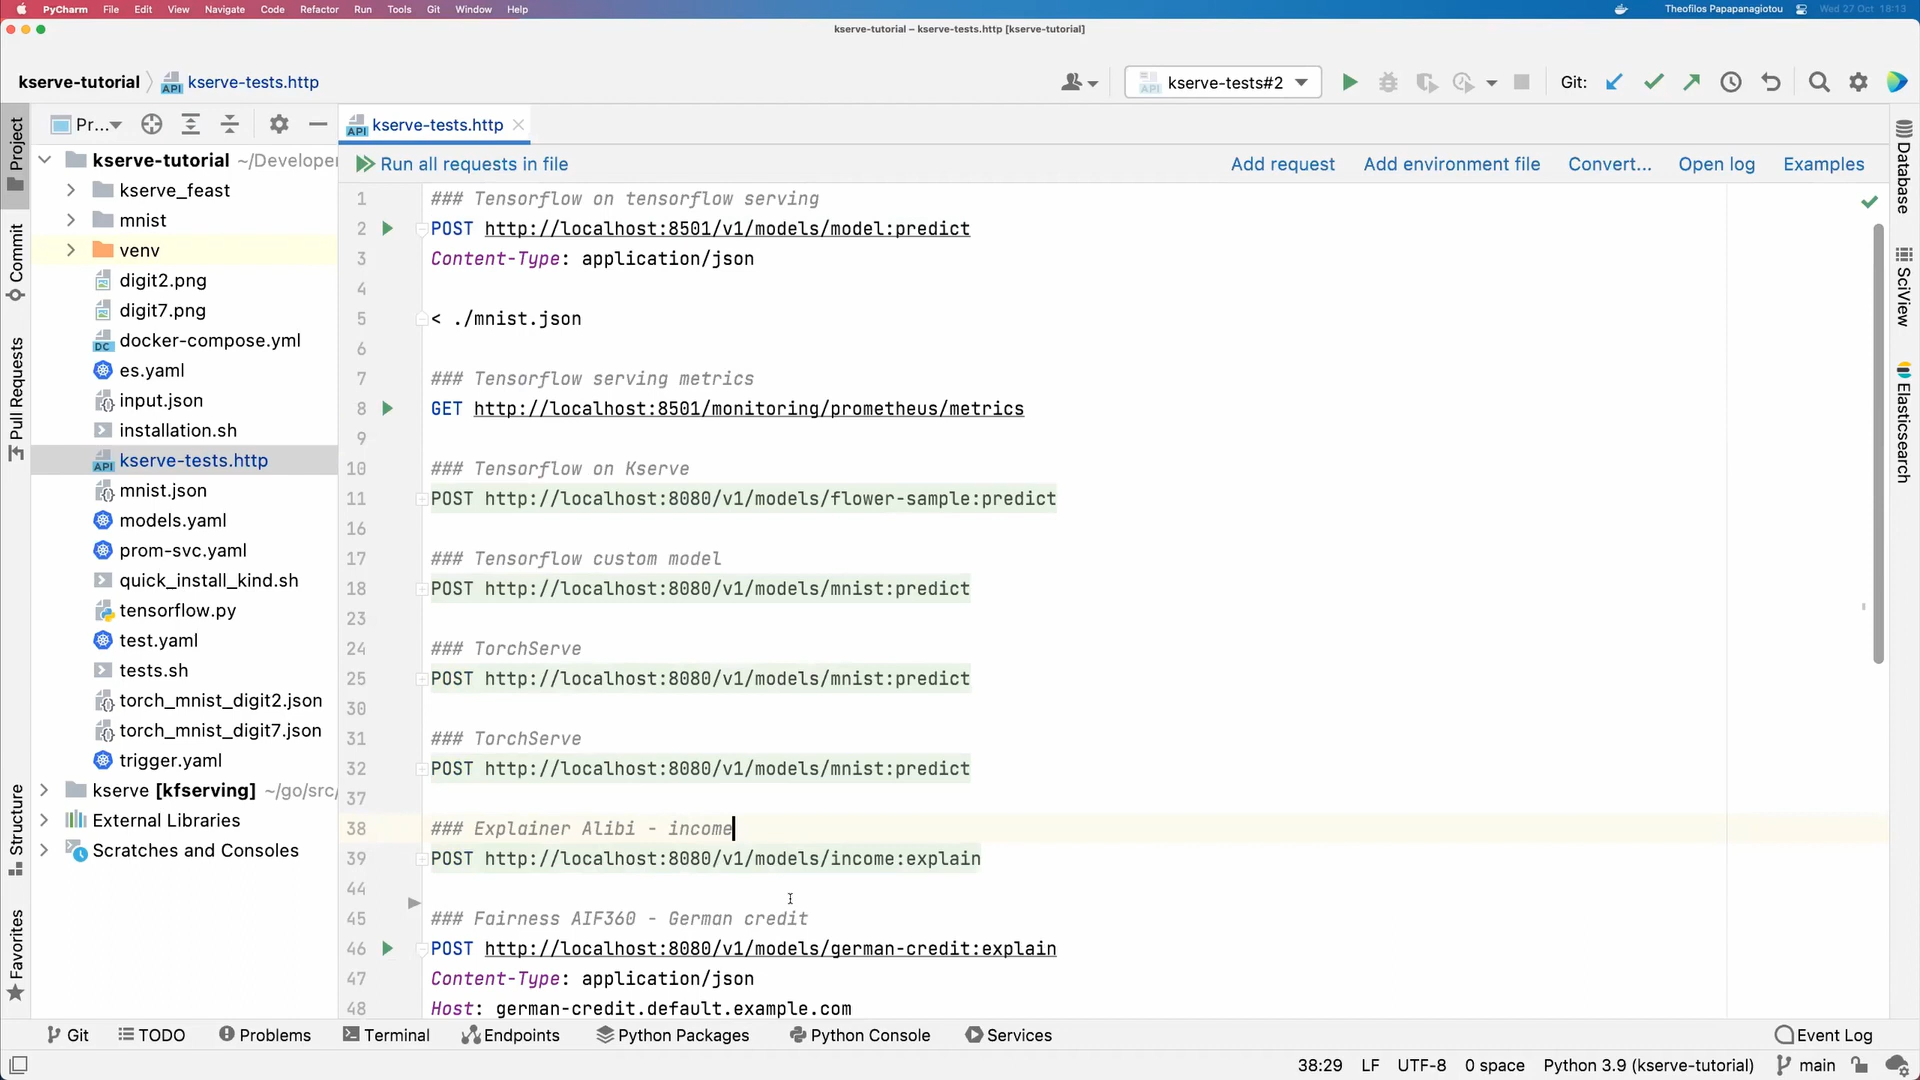 PyCharm File Edit View Navigate Code Refactor Run Tools Git Window Help
Theofilos Papapanagiotou Wed 27 Oct 18:13
kserve-tutorial – kserve-tests.http [kserve-tutorial]
kserve-tutorial kserve-tests.http
kserve-tests#2
Git:
Pr...
kserve-tests.http
Run all requests in file
Add request Add environment file Convert... Open log Examples
Project
Commit
Pull Requests
Structure
Favorites
kserve-tutorial ~/Developer
kserve_feast
mnist
venv
digit2.png
digit7.png
docker-compose.yml
es.yaml
input.json
installation.sh
kserve-tests.http
mnist.json
models.yaml
prom-svc.yaml
quick_install_kind.sh
tensorflow.py
test.yaml
tests.sh
torch_mnist_digit2.json
torch_mnist_digit7.json
trigger.yaml
kserve [kfserving] ~/go/src/
External Libraries
Scratches and Consoles
1 ### Tensorflow on tensorflow serving
2 POST http://localhost:8501/v1/models/model:predict
3 Content-Type: application/json
4
5 < ./mnist.json
6
7 ### Tensorflow serving metrics
8 GET http://localhost:8501/monitoring/prometheus/metrics
9
10 ### Tensorflow on Kserve
11 POST http://localhost:8080/v1/models/flower-sample:predict
16
17 ### Tensorflow custom model
18 POST http://localhost:8080/v1/models/mnist:predict
23
24 ### TorchServe
25 POST http://localhost:8080/v1/models/mnist:predict
30
31 ### TorchServe
32 POST http://localhost:8080/v1/models/mnist:predict
37
38 ### Explainer Alibi - income
39 POST http://localhost:8080/v1/models/income:explain
44
45 ### Fairness AIF360 - German credit
46 POST http://localhost:8080/v1/models/german-credit:explain
47 Content-Type: application/json
48 Host: german-credit.default.example.com
Database
SciView
Elasticsearch
Git TODO Problems Terminal Endpoints Python Packages Python Console Services Event Log
38:29 LF UTF-8 0 space Python 3.9 (kserve-tutorial) main